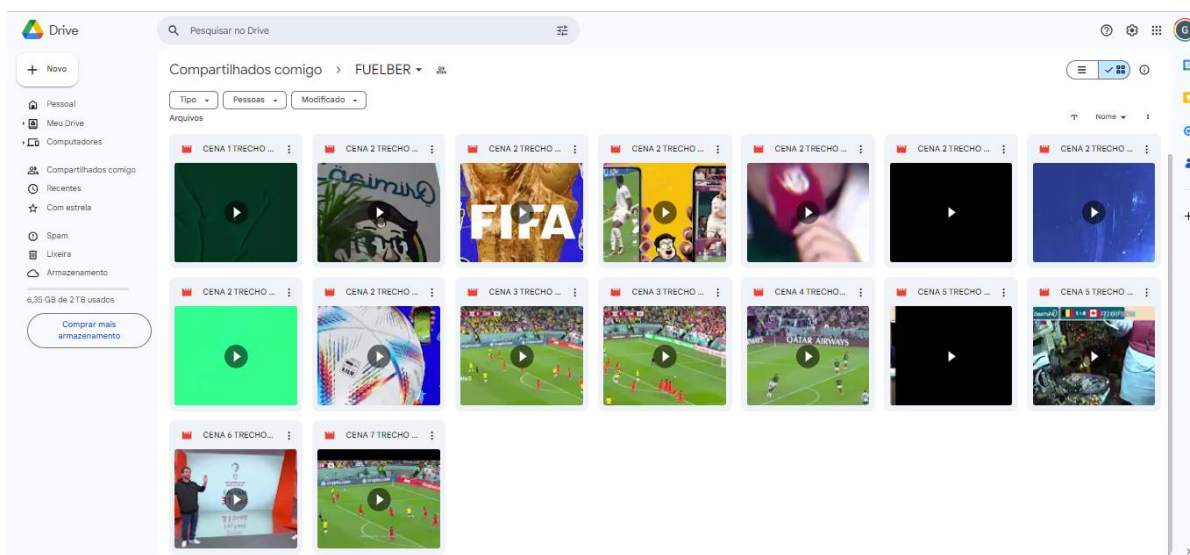 Drive
Pesquisar no Drive
G
Novo
Compartilhados comigo > FUELBER
Tipo
Pessoas
Modificado
Pessoal
Meu Drive
Computadores
Compartilhados comigo
Recentes
Com estrela
Spam
Lixeira
Armazenamento
6,35 GB de 2 TB usados
Comprar mais
armazenamento
Arquivos
Nome
CENA 1 TRECHO ...
CENA 2 TRECHO ...
CENA 2 TRECHO ...
CENA 2 TRECHO ...
CENA 2 TRECHO ...
CENA 2 TRECHO ...
CENA 2 TRECHO ...
FIFA
CENA 2 TRECHO ...
CENA 2 TRECHO ...
CENA 3 TRECHO ...
CENA 3 TRECHO ...
CENA 4 TRECHO...
CENA 5 TRECHO ...
CENA 5 TRECHO ...
QATAR AIRWAYS
CENA 6 TRECHO...
CENA 7 TRECHO ...